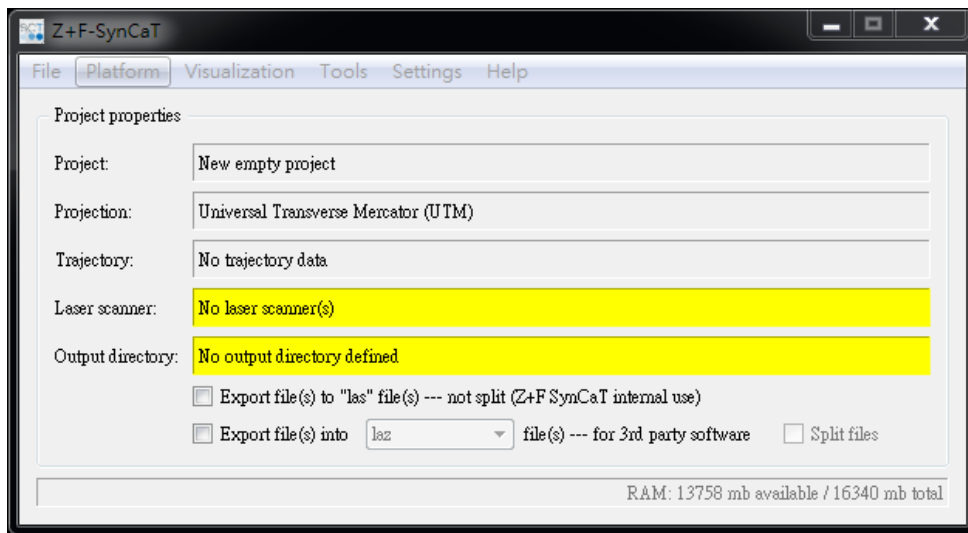 SCT Z+F-SynCaT
File Platform Visualization Tools Settings Help
Project properties
Project: New empty project
Projection: Universal Transverse Mercator (UTM)
Trajectory: No trajectory data
Laser scanner: No laser scanner(s)
Output directory: No output directory defined
Export file(s) to "las" file(s) --- not split (Z+F SynCaT internal use)
Export file(s) into laz file(s) --- for 3rd party software Split files
RAM: 13758 mb available / 16340 mb total